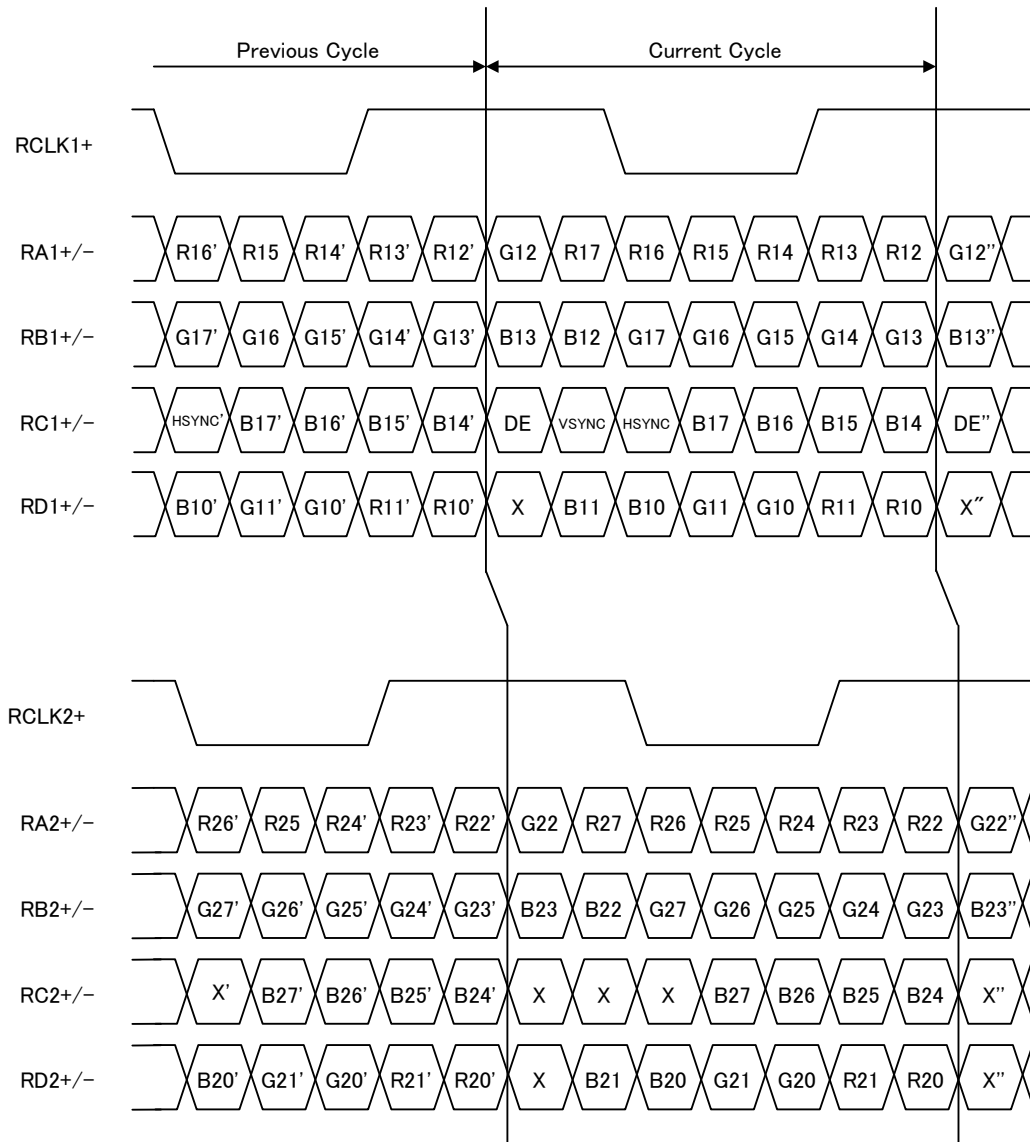 Previous Cycle Current Cycle
RCLK1+
RA1+/- R16' R15 R14' R13' R12' G12 R17 R16 R15 R14 R13 R12 G12''
RB1+/- G17' G16 G15' G14' G13' B13 B12 G17 G16 G15 G14 G13 B13''
RC1+/- HSYNC' B17' B16' B15' B14' DE VSYNC HSYNC B17 B16 B15 B14 DE''
RD1+/- B10' G11' G10' R11' R10' X B11 B10 G11 G10 R11 R10 X″
RCLK2+
RA2+/- R26' R25 R24' R23' R22' G22 R27 R26 R25 R24 R23 R22 G22''
RB2+/- G27' G26' G25' G24' G23' B23 B22 G27 G26 G25 G24 G23 B23''
RC2+/- X' B27' B26' B25' B24' X X X B27 B26 B25 B24 X''
RD2+/- B20' G21' G20' R21' R20' X B21 B20 G21 G20 R21 R20 X''